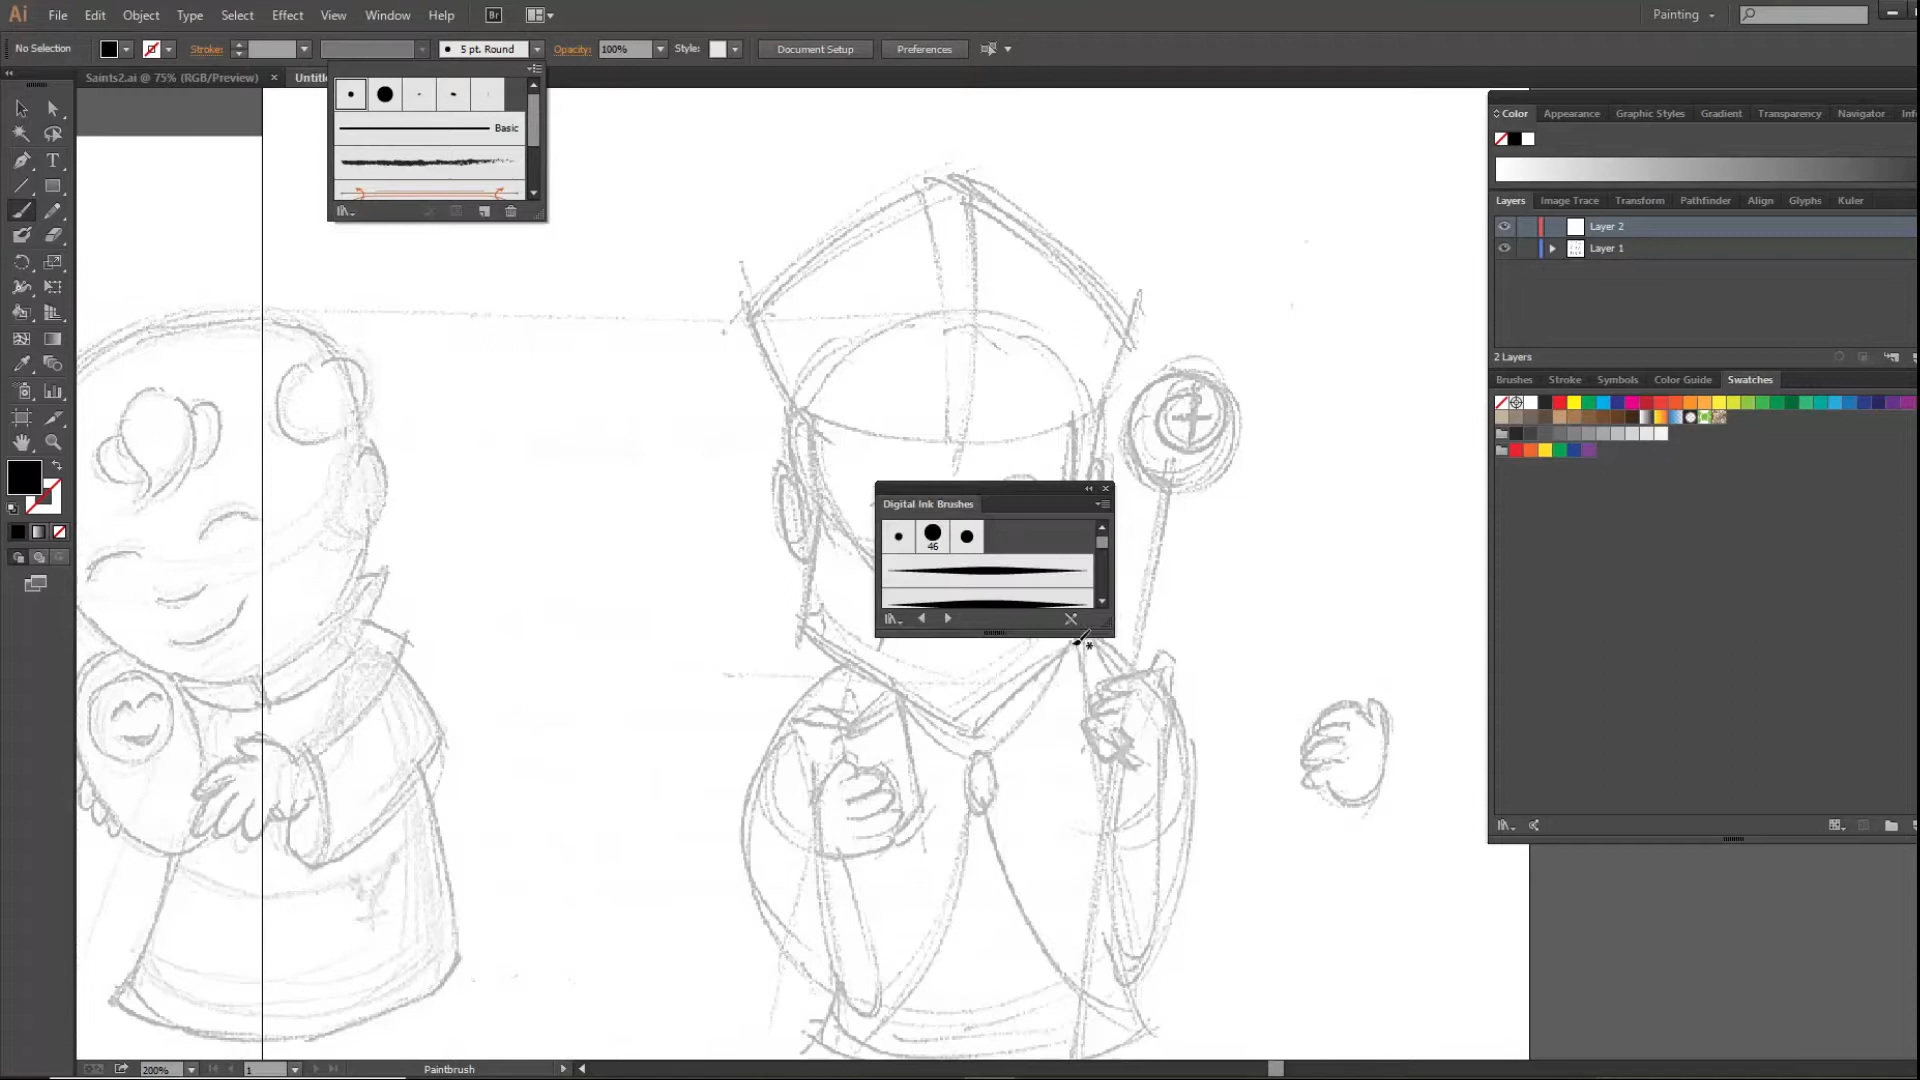 Ai File Edit Object Type Select Effect View Window Help Br Painting
No Selection Stroke: 5 pt. Round Opacity: 100% Style: Document Setup Preferences
Saints2.ai @ 75% (RGB/Preview) × Untitle
Basic
Color Appearance Graphic Styles Gradient Transparency Navigator Inf
Layers Image Trace Transform Pathfinder Align Glyphs Kuler
Layer 2
Layer 1
2 Layers
Brushes Stroke Symbols Color Guide Swatches
Digital Ink Brushes
46
200% 1 Paintbrush